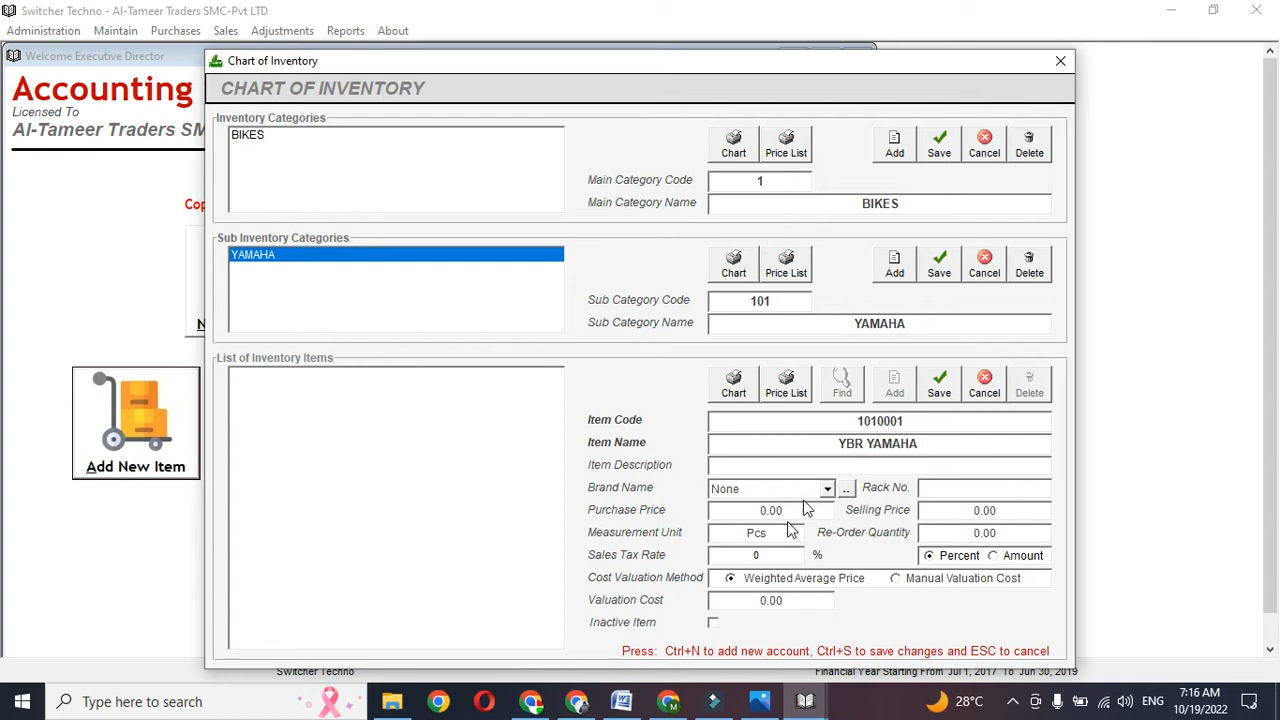 Switcher Techno - Al-Tameer Traders SMC-Pvt LTD
Administration Maintain Purchases Sales Adjustments Reports About
Welcome Executive Director
Accounting
Licensed To
Al-Tameer Traders SM
Cop
N
Add New Item
Chart of Inventory
CHART OF INVENTORY
Inventory Categories
BIKES
Chart Price List Add Save Cancel Delete
Main Category Code 1
Main Category Name BIKES
Sub Inventory Categories
YAMAHA
Chart Price List Add Save Cancel Delete
Sub Category Code 101
Sub Category Name YAMAHA
List of Inventory Items
Chart Price List Find Add Save Cancel Delete
Item Code 1010001
Item Name YBR YAMAHA
Item Description
Brand Name None .. Rack No.
Purchase Price 0.00 Selling Price 0.00
Measurement Unit Pcs Re-Order Quantity 0.00
Sales Tax Rate 0 % Percent Amount
Cost Valuation Method Weighted Average Price Manual Valuation Cost
Valuation Cost 0.00
Inactive Item
Press: Ctrl+N to add new account, Ctrl+S to save changes and ESC to cancel
Switcher Techno Financial Year Starting From Jul 1, 2017 To Jun 30, 2019
Type here to search
28°C ENG 7:16 AM
10/19/2022